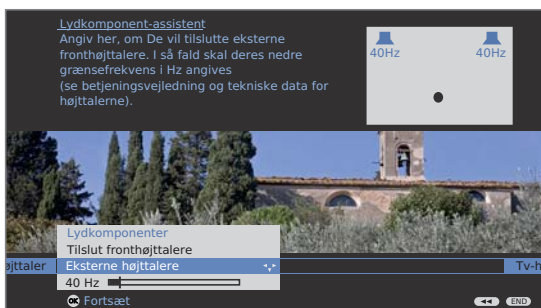 Lydkomponent-assistent
Angiv her, om De vil tilslutte eksterne
fronthøjttalere. I så fald skal deres nedre
grænsefrekvens i Hz angives
(se betjeningsvejledning og tekniske data for
højttalerne).
40Hz 40Hz
Lydkomponenter
Tilslut fronthøjttalere
øjttaler Eksterne højttalere Tv-h
40 Hz
OK Fortsæt
END